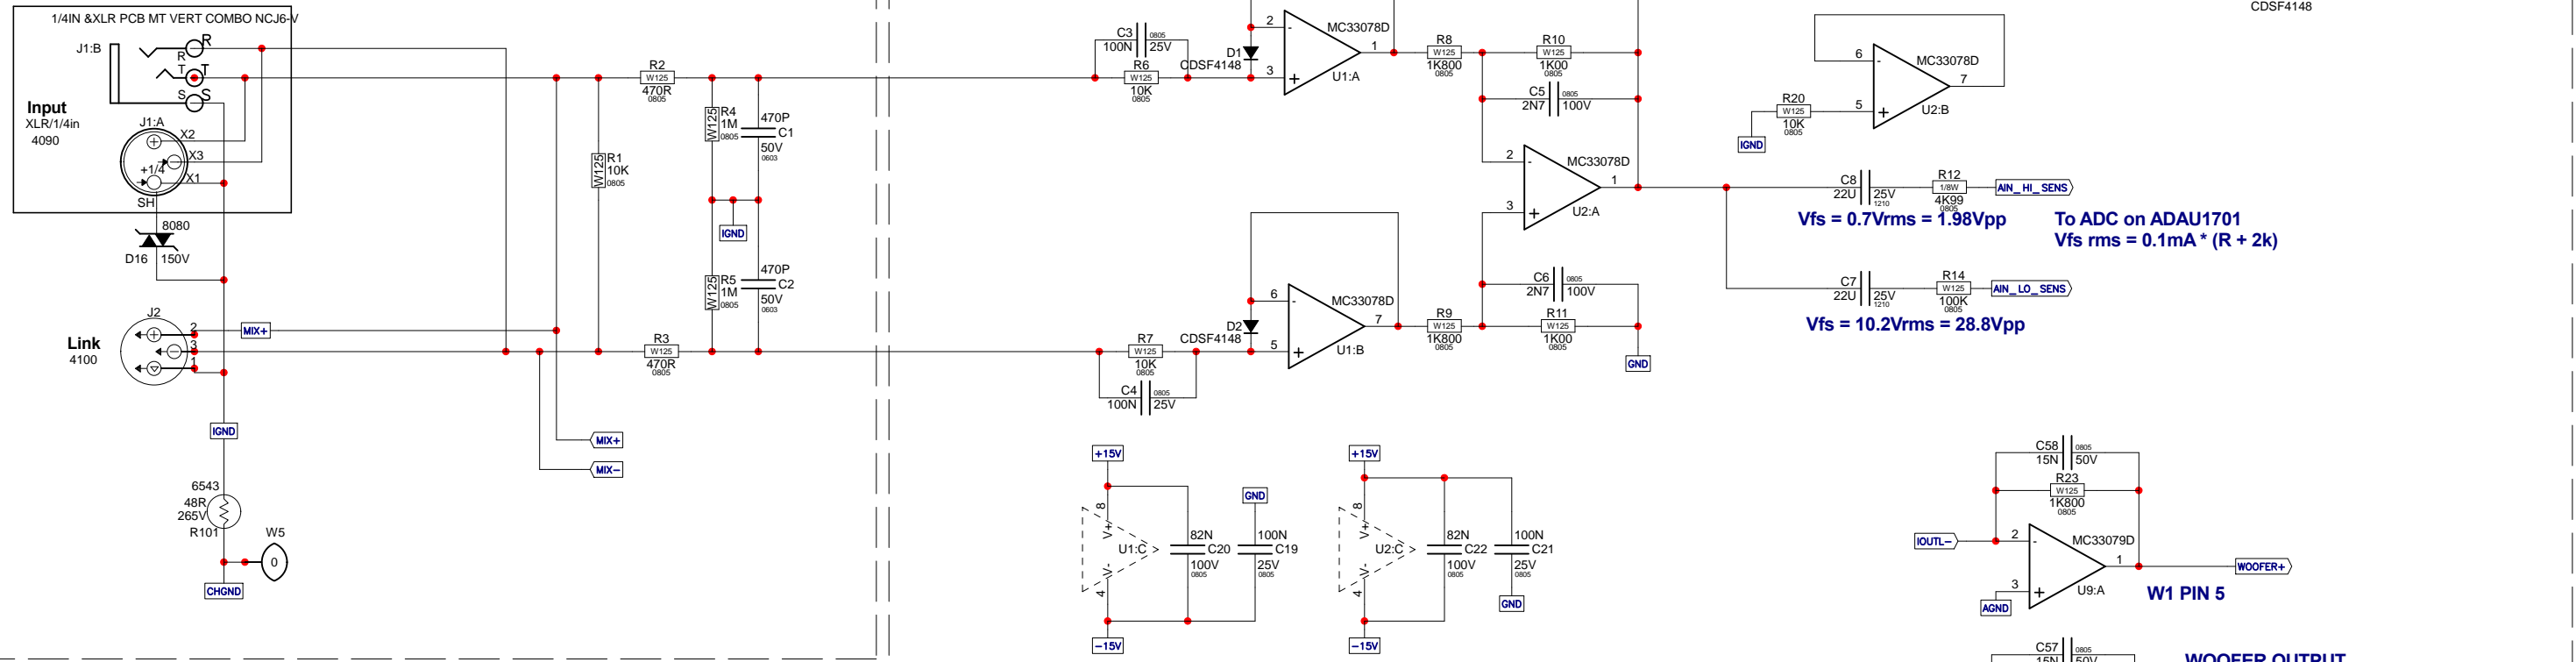 1/4IN &XLR PCB MT VERT COMBO NCJ6-V
J1:B
R
R
T
T
S
S
Input
XLR/1/4in
4090
J1:A
X2
X3
+1/4
X1
SH
8080
D16
150V
J2
Link
4100
2
3
1
MIX+
IGND
6543
48R
265V
R101
W5
0
CHGND
MIX+
MIX−
R2
W125
470R
0805
R1
W125
10K
0805
R4
W125
1M
0805
470P
C1
50V
0603
IGND
R5
W125
1M
0805
470P
C2
50V
0603
R3
W125
470R
0805
C3
0805
100N
25V
R6
W125
10K
0805
D1
CDSF4148
2
3
-
+
MC33078D
1
U1:A
R8
W125
1K800
0805
R10
W125
1K00
0805
C5
0805
2N7
100V
2
3
-
+
MC33078D
1
U2:A
R7
W125
10K
0805
C4
0805
100N
25V
D2
CDSF4148
6
5
-
+
MC33078D
7
U1:B
R9
W125
1K800
0805
C6
0805
2N7
100V
R11
W125
1K00
0805
GND
+15V
8
V+
U1:C
V-
4
−15V
82N
C20
100V
0805
GND
100N
C19
25V
0805
+15V
8
V+
U2:C
V-
4
−15V
82N
C22
100V
0805
100N
C21
25V
0805
GND
CDSF4148
6
5
-
+
MC33078D
7
U2:B
R20
W125
10K
0805
IGND
C8
22U
25V
1210
R12
1/8W
4K99
0805
AIN_HI_SENS
Vfs = 0.7Vrms = 1.98Vpp
To ADC on ADAU1701
Vfs rms = 0.1mA * (R + 2k)
C7
22U
25V
1210
R14
W125
100K
0805
AIN_LO_SENS
Vfs = 10.2Vrms = 28.8Vpp
C58
0805
15N
50V
R23
W125
1K800
0805
IOUTL−
2
3
-
+
MC33079D
1
U9:A
AGND
WOOFER+
W1 PIN 5
C57
0805
15N
50V
WOOFER OUTPUT